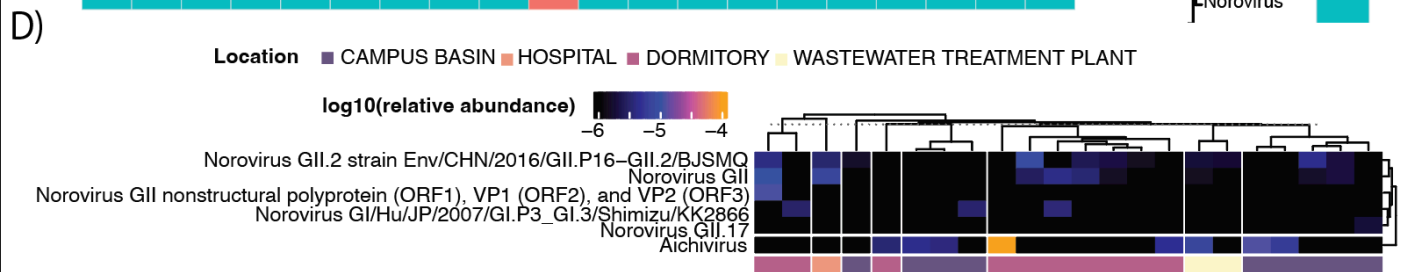 Norovirus
D)
Location CAMPUS BASIN HOSPITAL DORMITORY WASTEWATER TREATMENT PLANT
log10(relative abundance)
−6 −5 −4
Norovirus GII.2 strain Env/CHN/2016/GII.P16−GII.2/BJSMQ
Norovirus GII
Norovirus GII nonstructural polyprotein (ORF1), VP1 (ORF2), and VP2 (ORF3)
Norovirus GI/Hu/JP/2007/GI.P3_GI.3/Shimizu/KK2866
Norovirus GII.17
Aichivirus